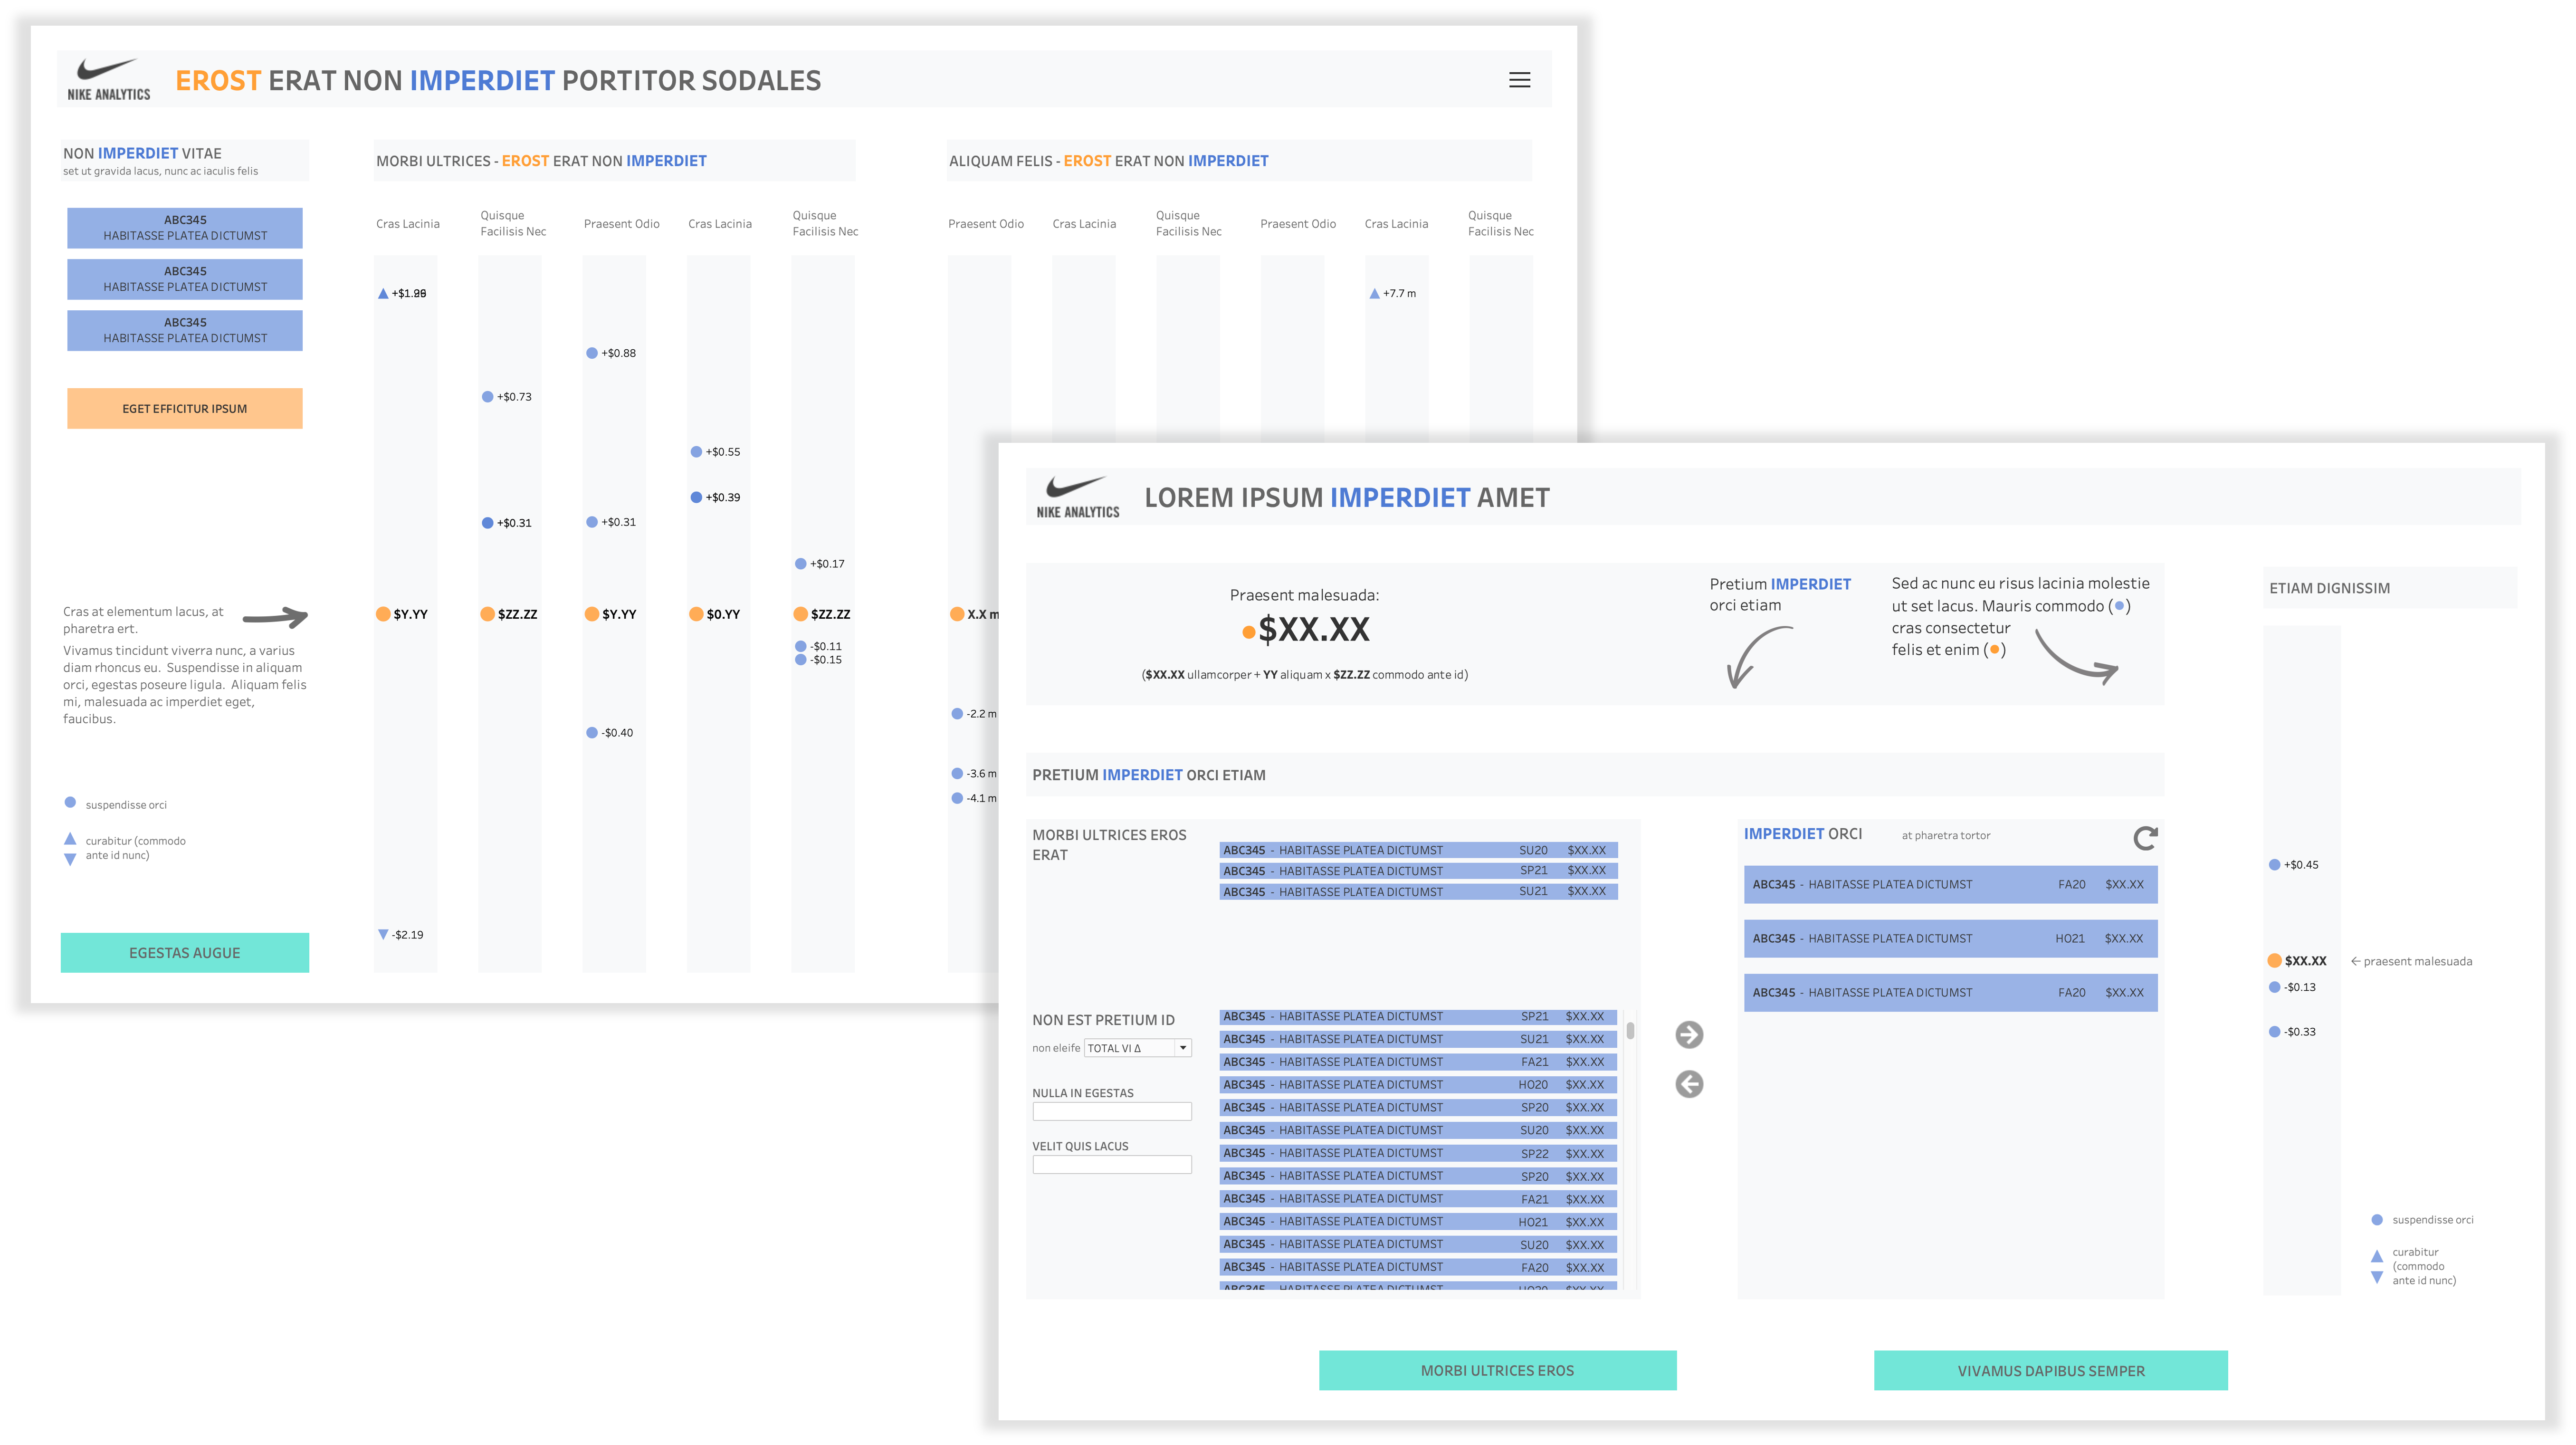 NIKE ANALYTICS
EROST ERAT NON IMPERDIET PORTITOR SODALES
NON IMPERDIET VITAE
set ut gravida lacus, nunc ac iaculis felis
ABC345
HABITASSE PLATEA DICTUMST
ABC345
HABITASSE PLATEA DICTUMST
ABC345
HABITASSE PLATEA DICTUMST
EGET EFFICITUR IPSUM
Cras at elementum lacus, at
pharetra ert.
Vivamus tincidunt viverra nunc, a varius
diam rhoncus eu. Suspendisse in aliquam
orci, egestas poseure ligula. Aliquam felis
mi, malesuada ac imperdiet eget,
faucibus.
suspendisse orci
curabitur (commodo
ante id nunc)
EGESTAS AUGUE
MORBI ULTRICES - EROST ERAT NON IMPERDIET
Cras Lacinia
Quisque
Facilisis Nec
Praesent Odio
Cras Lacinia
Quisque
Facilisis Nec
+$0.88
+$0.73
+$0.55
+$0.39
+$0.31
+$0.31
+$0.17
$Y.YY
$ZZ.ZZ
$Y.YY
$0.YY
$ZZ.ZZ
-$0.11
-$0.15
-$0.40
-$2.19
ALIQUAM FELIS - EROST ERAT NON IMPERDIET
Praesent Odio
Cras Lacinia
Quisque
Facilisis Nec
Praesent Odio
Cras Lacinia
Quisque
Facilisis Nec
+7.7 m
X.X m
-2.2 m
-3.6 m
-4.1 m
NIKE ANALYTICS
LOREM IPSUM IMPERDIET AMET
Praesent malesuada:
$XX.XX
($XX.XX ullamcorper + YY aliquam x $ZZ.ZZ commodo ante id)
Pretium IMPERDIET
orci etiam
Sed ac nunc eu risus lacinia molestie
ut set lacus. Mauris commodo (●)
cras consectetur
felis et enim (●)
PRETIUM IMPERDIET ORCI ETIAM
MORBI ULTRICES EROS
ERAT
ABC345 - HABITASSE PLATEA DICTUMST SU20 $XX.XX
ABC345 - HABITASSE PLATEA DICTUMST SP21 $XX.XX
ABC345 - HABITASSE PLATEA DICTUMST SU21 $XX.XX
NON EST PRETIUM ID
non eleife TOTAL VI Δ
NULLA IN EGESTAS
VELIT QUIS LACUS
ABC345 - HABITASSE PLATEA DICTUMST SP21 $XX.XX
ABC345 - HABITASSE PLATEA DICTUMST SU21 $XX.XX
ABC345 - HABITASSE PLATEA DICTUMST FA21 $XX.XX
ABC345 - HABITASSE PLATEA DICTUMST HO20 $XX.XX
ABC345 - HABITASSE PLATEA DICTUMST SP20 $XX.XX
ABC345 - HABITASSE PLATEA DICTUMST SU20 $XX.XX
ABC345 - HABITASSE PLATEA DICTUMST SP22 $XX.XX
ABC345 - HABITASSE PLATEA DICTUMST SP20 $XX.XX
ABC345 - HABITASSE PLATEA DICTUMST FA21 $XX.XX
ABC345 - HABITASSE PLATEA DICTUMST HO21 $XX.XX
ABC345 - HABITASSE PLATEA DICTUMST SU20 $XX.XX
ABC345 - HABITASSE PLATEA DICTUMST FA20 $XX.XX
IMPERDIET ORCI at pharetra tortor
ABC345 - HABITASSE PLATEA DICTUMST FA20 $XX.XX
ABC345 - HABITASSE PLATEA DICTUMST HO21 $XX.XX
ABC345 - HABITASSE PLATEA DICTUMST FA20 $XX.XX
ETIAM DIGNISSIM
+$0.45
$XX.XX ← praesent malesuada
-$0.13
-$0.33
suspendisse orci
curabitur
(commodo
ante id nunc)
MORBI ULTRICES EROS
VIVAMUS DAPIBUS SEMPER